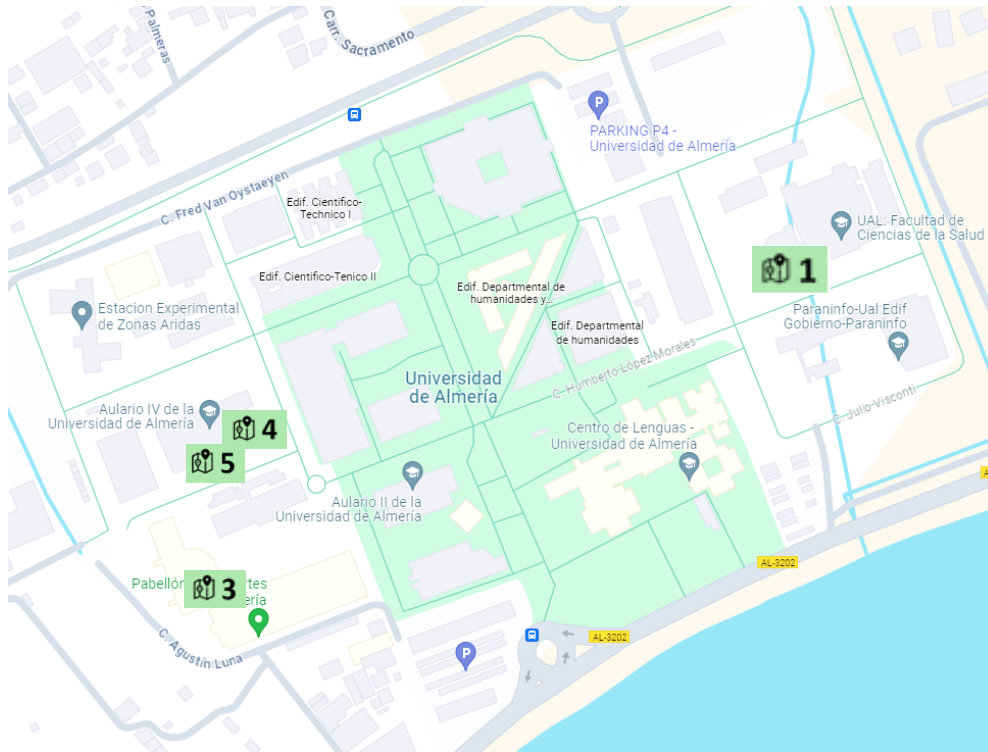 Palmeras
Carr. Sacramento
PARKING P4 -
Universidad de Almería
C. Fred Van Oystaeyen
Edif. Cientifico-
Technico I
UAL: Facultad de
Ciencias de la Salud
1
Edif. Cientifico-Tenico II
Edif. Departmental de
humanidades y...
Estacion Experimental
de Zonas Aridas
Paraninfo-Ual Edif
Gobierno-Paraninfo
Edif. Departmental
de humanidades
C. Humberto-López-Morales
Universidad
de Almería
C. Julio-Visconti
Aulario IV de la
Universidad de Almería
4
5
Centro de Lenguas -
Universidad de Almería
Aulario II de la
Universidad de Almería
AL-3202
3
C. Agustín Luna
AL-3202
P
P